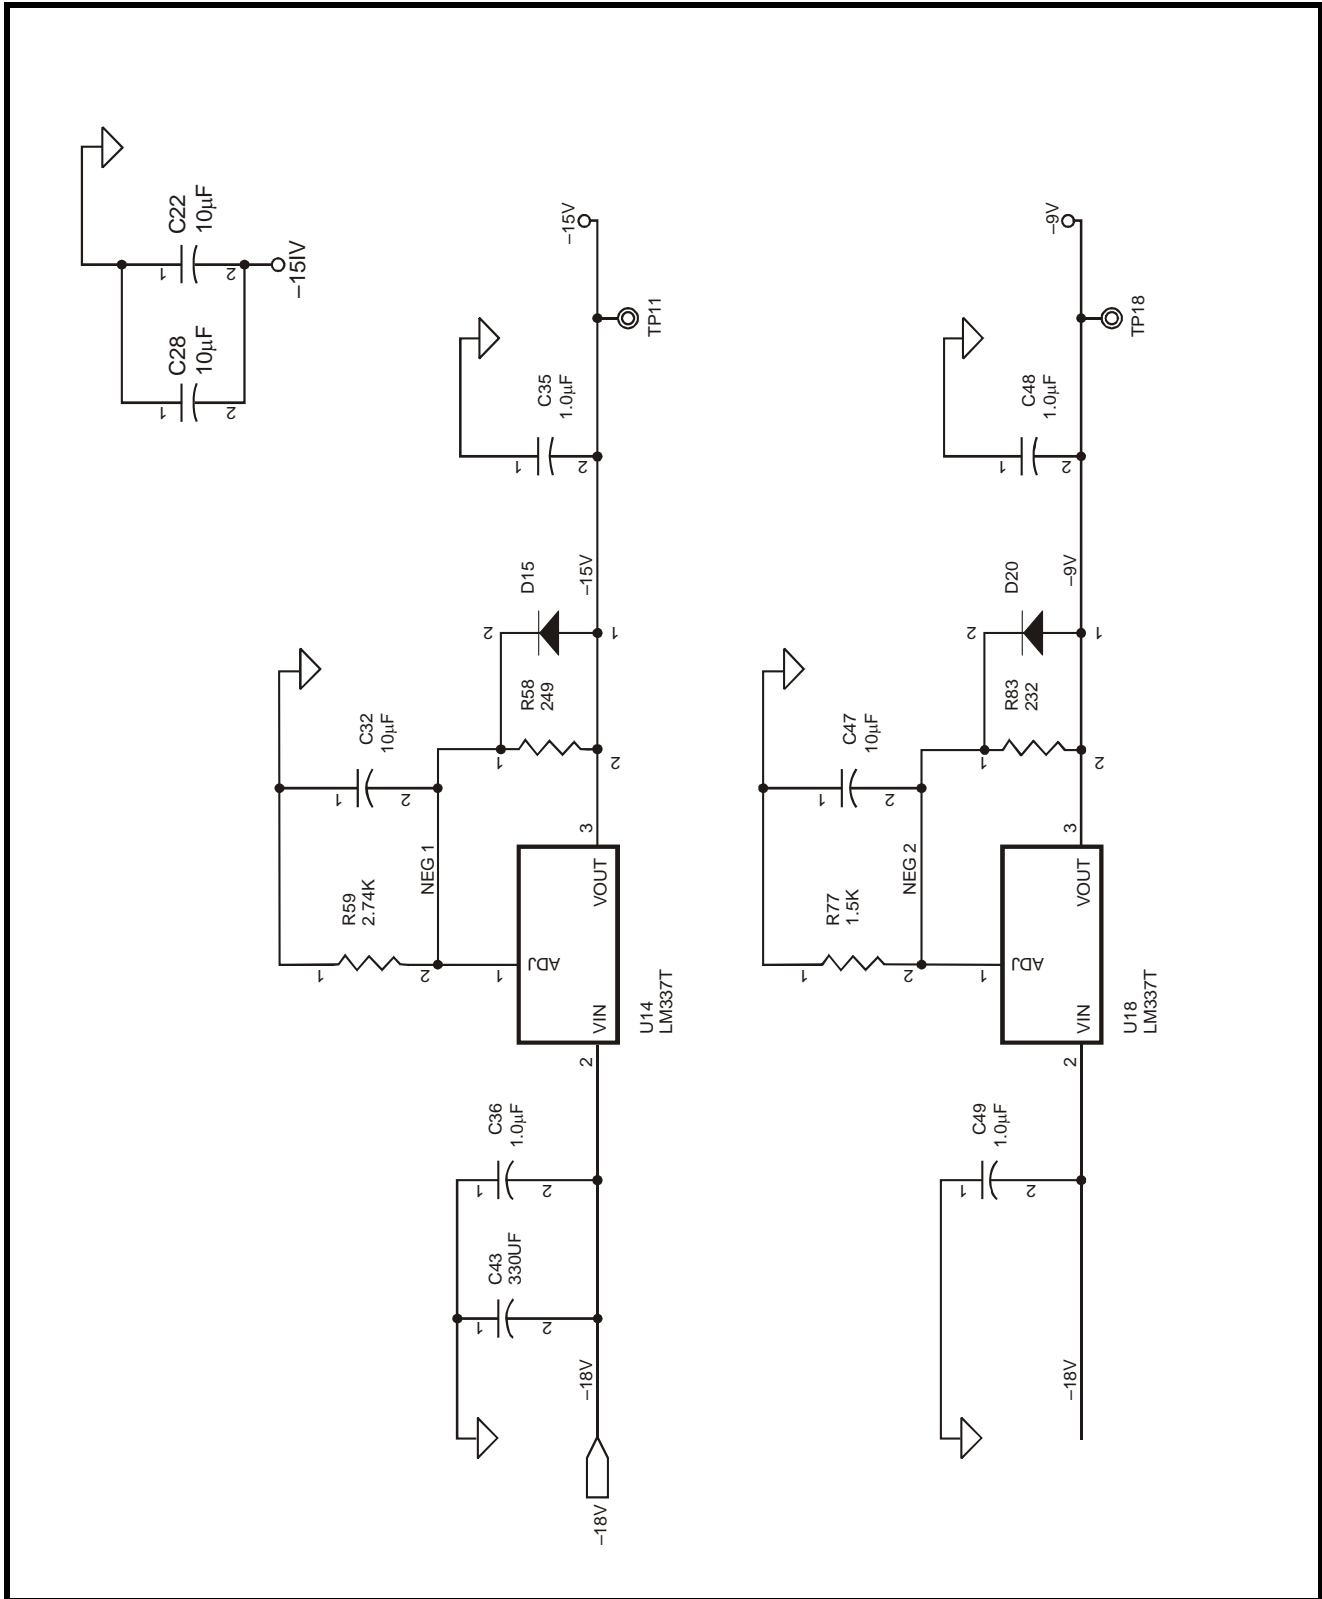 C22
10µF
1
2
–15IV
C28
10µF
1
2
–15V
TP11
C35
1.0µF
1
2
–15V
D15
2
1
R58
249
1
2
C32
10µF
1
2
NEG 1
R59
2.74K
1
2
1
ADJ
VIN
VOUT
3
2
U14
LM337T
C36
1.0µF
1
2
C43
330UF
1
2
–18V
–18V
–9V
TP18
C48
1.0µF
1
2
–9V
D20
2
1
R83
232
1
2
C47
10µF
1
2
NEG 2
R77
1.5K
1
2
1
ADJ
VIN
VOUT
3
2
U18
LM337T
C49
1.0µF
1
2
–18V